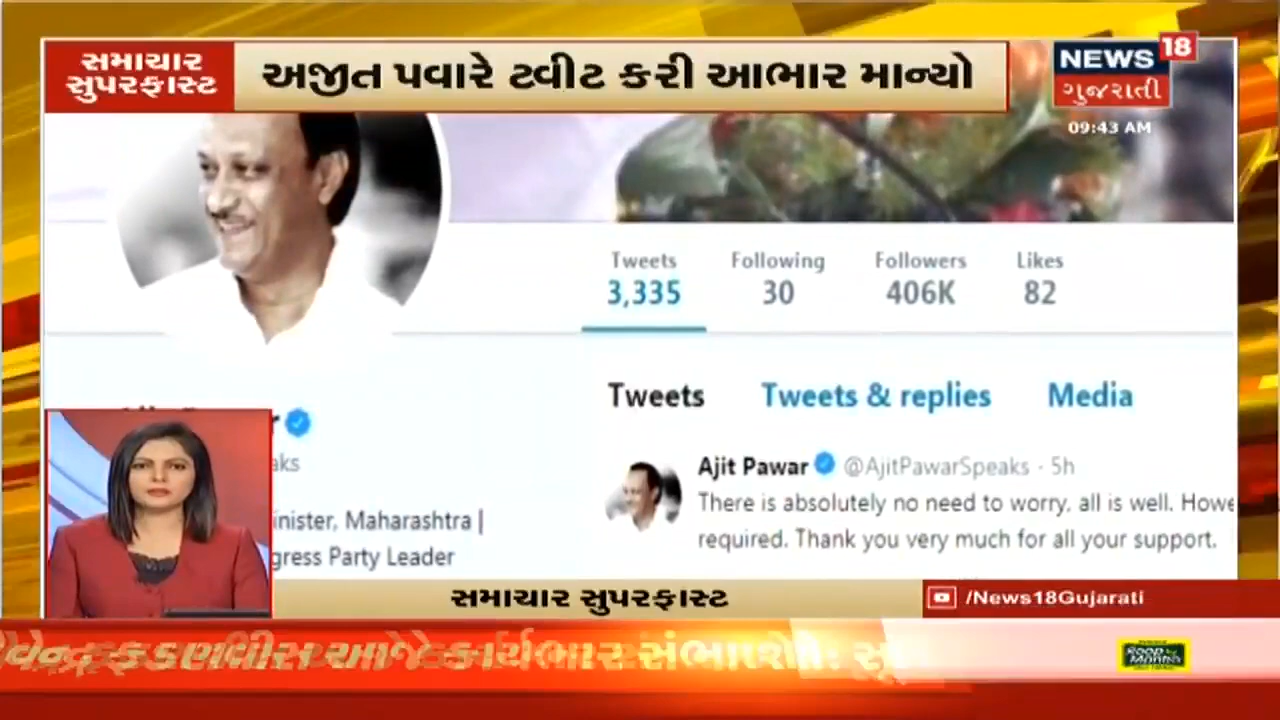 સમાચાર
સુપરફાસ્ટ
અજીત પવારે ટ્વીટ કરી આભાર માન્યો
NEWS 18
ગુજરાતી
09:43 AM
Tweets Following Followers Likes
3,335 30 406K 82
Tweets Tweets & replies Media
Ajit Pawar @AjitPawarSpeaks · 5h
There is absolutely no need to worry, all is well. Howe
required. Thank you very much for all your support.
aks
inister, Maharashtra |
gress Party Leader
સમાચાર સુપરફાસ્ટ
/News18Gujarati
આજે કાર્યભાર સંભાળશે